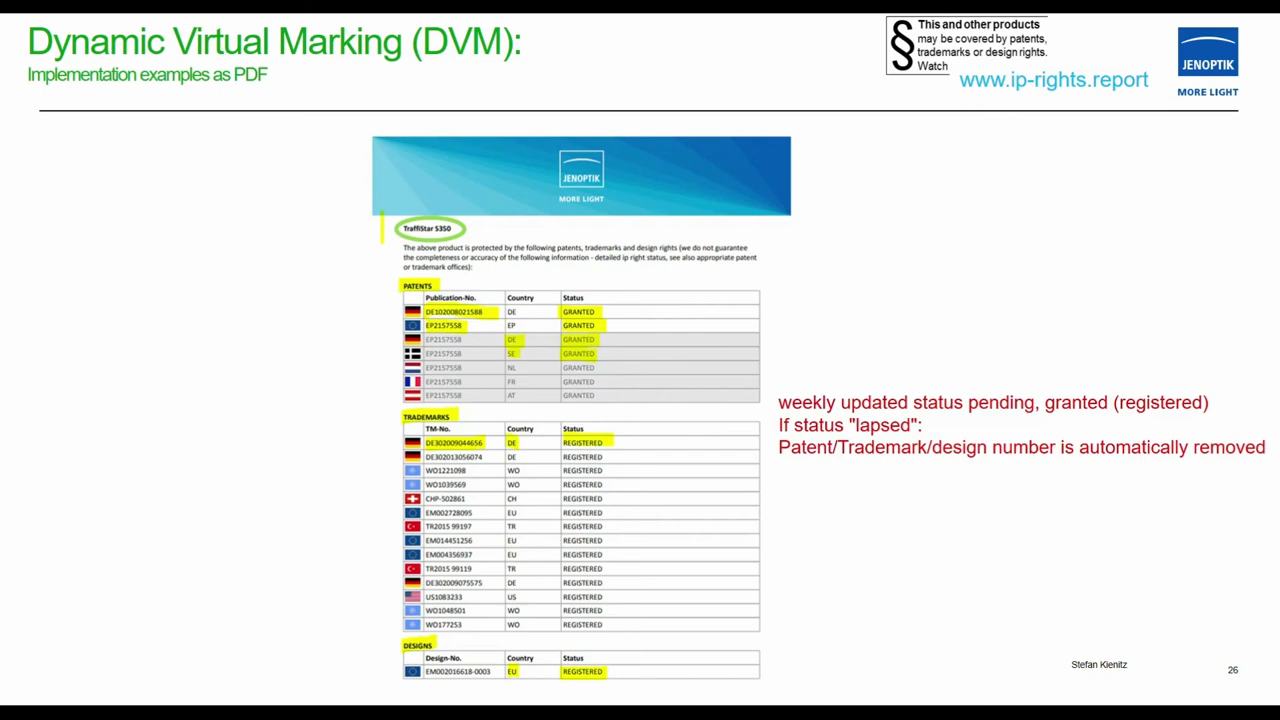 Dynamic Virtual Marking (DVM):
Implementation examples as PDF
§ This and other products
may be covered by patents,
trademarks or design rights.
Watch
www.ip-rights.report
JENOPTIK
MORE LIGHT
JENOPTIK
MORE LIGHT
TraffiStar S350
The above product is protected by the following patents, trademarks and design rights (we do not guarantee
the completeness or accuracy of the following information - detailed ip right status, see also appropriate patent
or trademark offices):
PATENTS
Publication-No. Country Status
DE102008021588 DE GRANTED
EP2157558 EP GRANTED
EP2157558 DE GRANTED
EP2157558 SE GRANTED
EP2157558 NL GRANTED
EP2157558 FR GRANTED
EP2157558 AT GRANTED
TRADEMARKS
TM-No. Country Status
DE302009044656 DE REGISTERED
DE302013056074 DE REGISTERED
WO1221098 WO REGISTERED
WO1039569 WO REGISTERED
CHP-502861 CH REGISTERED
EM002728095 EU REGISTERED
TR2015 99197 TR REGISTERED
EM014451256 EU REGISTERED
EM004356937 EU REGISTERED
TR2015 99119 TR REGISTERED
DE302009075575 DE REGISTERED
US1083233 US REGISTERED
WO1048501 WO REGISTERED
WO177253 WO REGISTERED
DESIGNS
Design-No. Country Status
EM002016618-0003 EU REGISTERED
weekly updated status pending, granted (registered)
If status "lapsed":
Patent/Trademark/design number is automatically removed
Stefan Kienitz
26